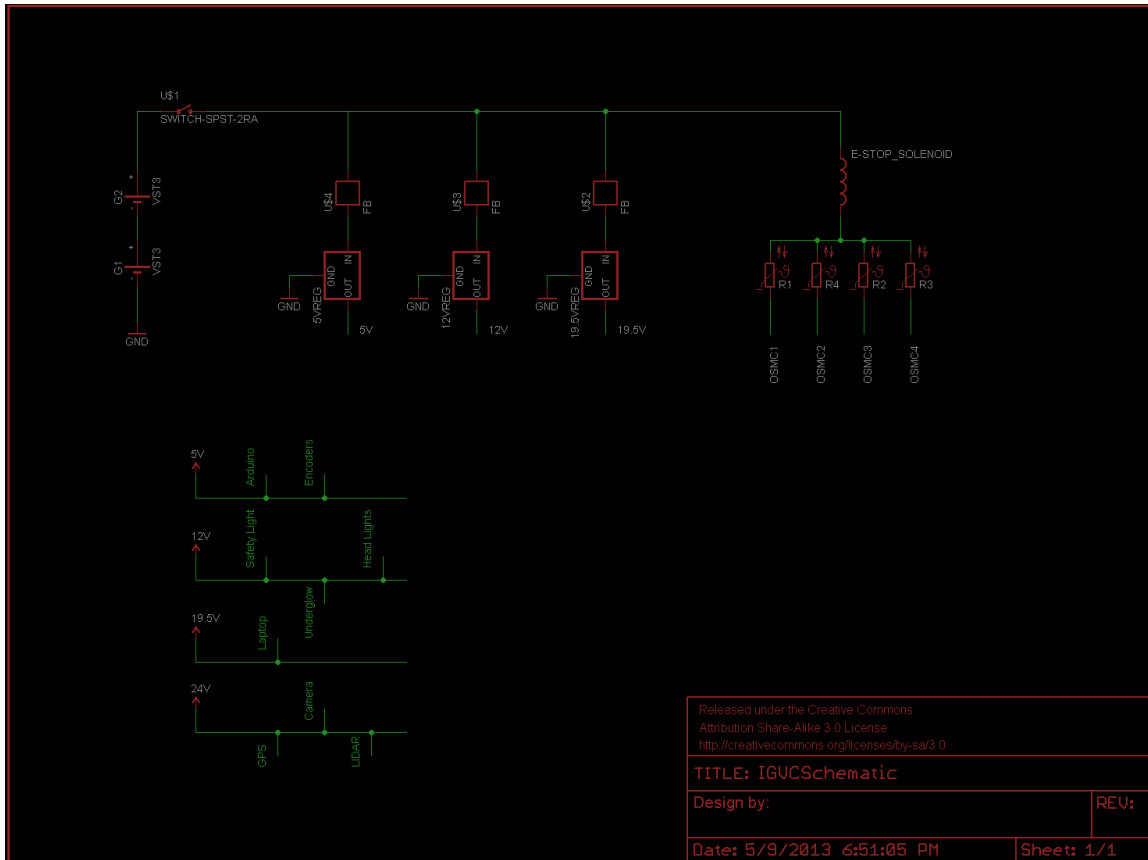 U$1
SWITCH-SPST-2RA
E-STOP_SOLENOID
+
G2
VST3
-
+
G1
VST3
-
GND
U$4
FB
U$3
FB
U$2
FB
GND
IN
OUT
GND
5VREG
5V
GND
IN
OUT
GND
12VREG
12V
GND
IN
OUT
GND
19.5VREG
19.5V
R1
R4
R2
R3
OSMC1
OSMC2
OSMC3
OSMC4
5V
Arduino
Encoders
12V
Safety Light
Head Lights
Underglow
19.5V
Laptop
24V
Camera
GPS
LIDAR
Released under the Creative Commons
Attribution Share-Alike 3.0 License
http://creativecommons.org/licenses/by-sa/3.0
TITLE: IGVCSchematic
Design by:
REV:
Date: 5/9/2013 6:51:05 PM
Sheet: 1/1